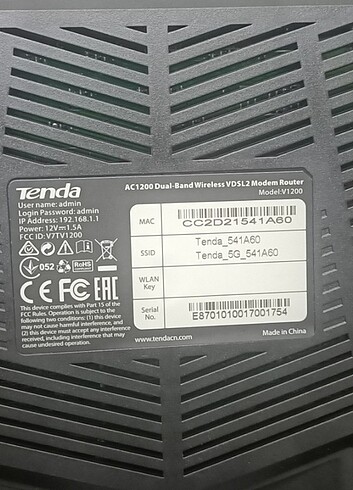 Tenda
AC1200 Dual-Band Wireless VDSL2 Modem Router
Model:V1200
User name: admin
Login Password: admin
IP Address: 192.168.1.1
Power: 12V⎓1.5A
FCC ID: V7TV1200
052
RoHS
CE FC EAC
This device complies with Part 15 of the
FCC Rules. Operation is subject to the
following two conditions: (1) this device
may not cause harmful interference, and
(2) this device must accept any
interference received, including
interference that may cause undesired operation.
MAC
CC2D21541A60
SSID
Tenda_541A60
Tenda_5G_541A60
WLAN
Key
Serial
No.
E8701010017001754
www.tendacn.com
Made in China